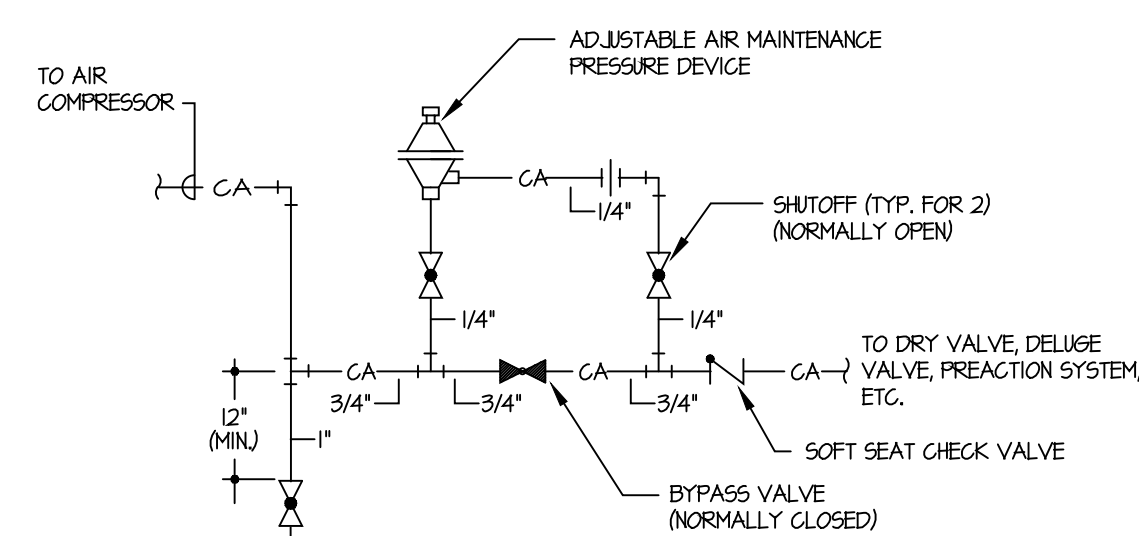 ADJUSTABLE AIR MAINTENANCE
PRESSURE DEVICE
TO AIR
COMPRESSOR
CA
CA
1/4"
SHUTOFF (TYP. FOR 2)
(NORMALLY OPEN)
1/4"
1/4"
TO DRY VALVE, DELUGE
VALVE, PREACTION SYSTEM,
ETC.
CA
CA
CA
3/4"
3/4"
3/4"
12"
(MIN.)
1"
SOFT SEAT CHECK VALVE
BYPASS VALVE
(NORMALLY CLOSED)